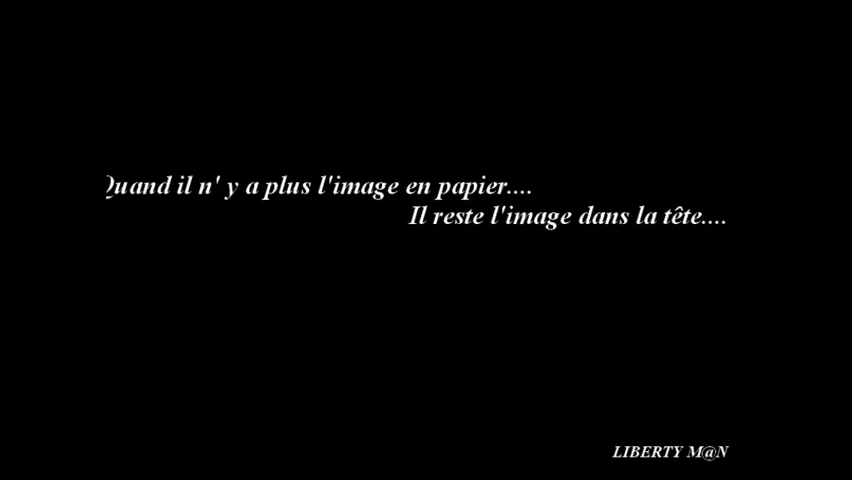 Quand il n' y a plus l'image en papier....
Il reste l'image dans la tête....
LIBERTY M@N